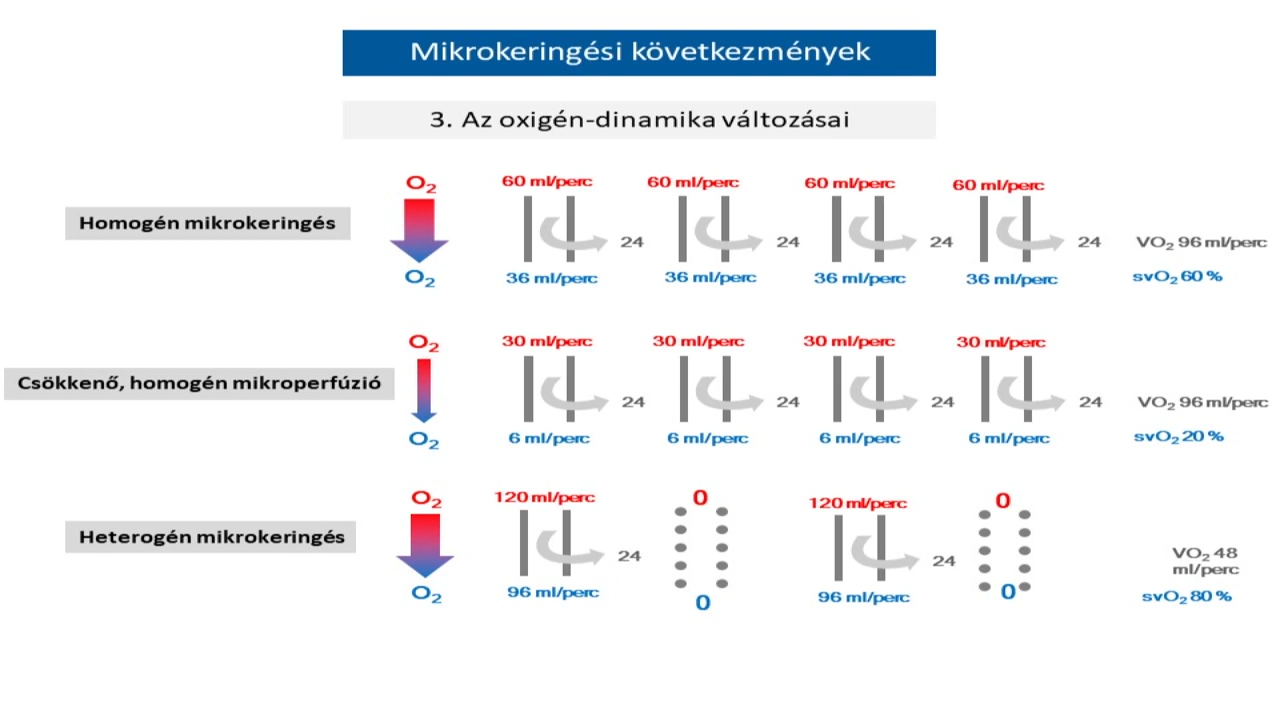 Mikrokeringési következmények
3. Az oxigén-dinamika változásai
Homogén mikrokeringés
O₂
60 ml/perc 60 ml/perc 60 ml/perc 60 ml/perc
24 24 24 24 VO₂ 96 ml/perc
O₂
36 ml/perc 36 ml/perc 36 ml/perc 36 ml/perc svO₂ 60 %
Csökkenő, homogén mikroperfúzió
O₂
30 ml/perc 30 ml/perc 30 ml/perc 30 ml/perc
24 24 24 24 VO₂ 96 ml/perc
O₂
6 ml/perc 6 ml/perc 6 ml/perc 6 ml/perc svO₂ 20 %
Heterogén mikrokeringés
O₂
120 ml/perc 0 120 ml/perc 0
24 24 VO₂ 48
ml/perc
O₂
96 ml/perc 0 96 ml/perc 0 svO₂ 80 %